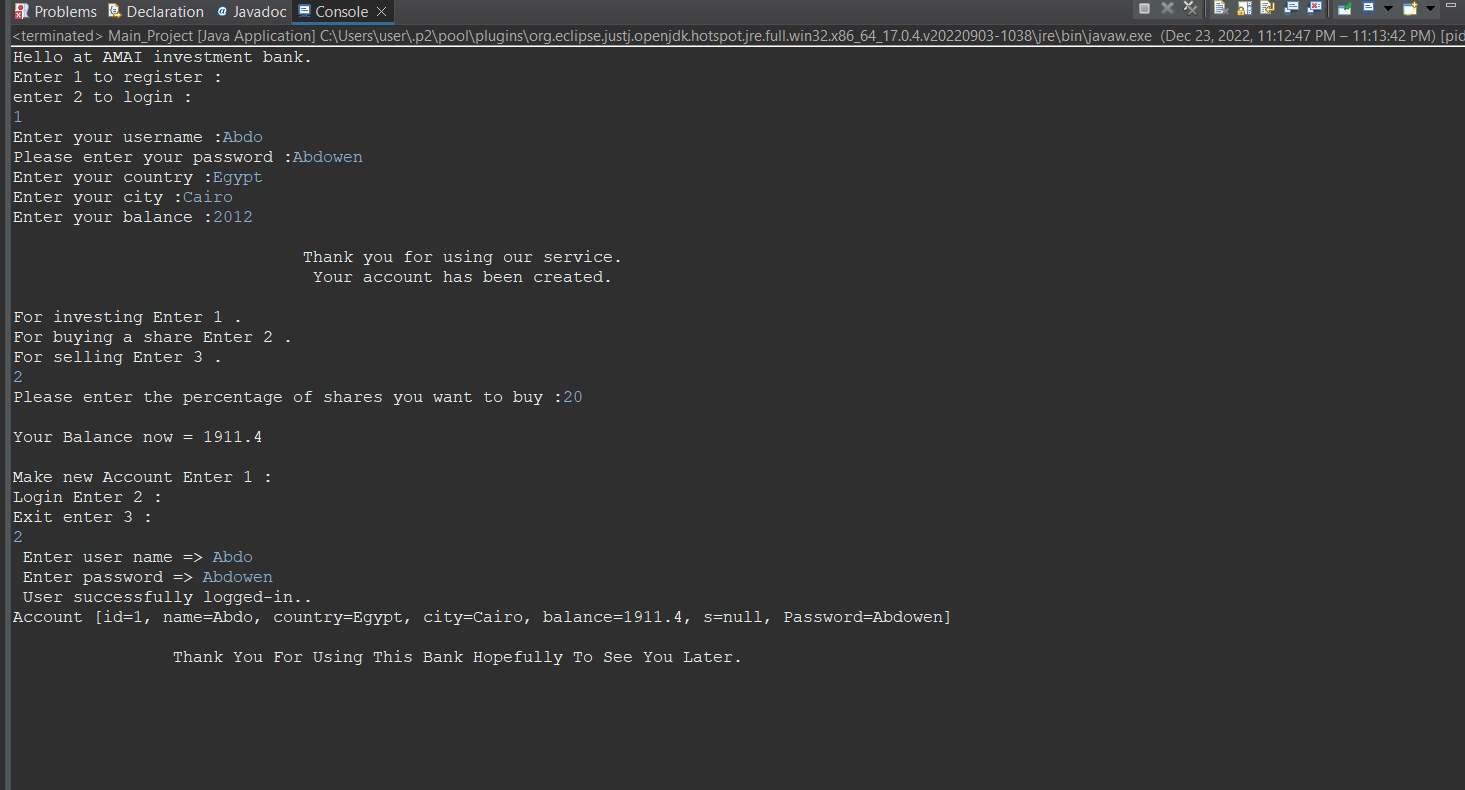 Problems Declaration Javadoc Console
<terminated> Main_Project [Java Application] C:\Users\user\.p2\pool\plugins\org.eclipse.justj.openjdk.hotspot.jre.full.win32.x86_64_17.0.4.v20220903-1038\jre\bin\javaw.exe (Dec 23, 2022, 11:12:47 PM – 11:13:42 PM) [pid
Hello at AMAI investment bank.
Enter 1 to register :
enter 2 to login :
1
Enter your username :Abdo
Please enter your password :Abdowen
Enter your country :Egypt
Enter your city :Cairo
Enter your balance :2012
Thank you for using our service.
Your account has been created.
For investing Enter 1 .
For buying a share Enter 2 .
For selling Enter 3 .
2
Please enter the percentage of shares you want to buy :20
Your Balance now = 1911.4
Make new Account Enter 1 :
Login Enter 2 :
Exit enter 3 :
2
Enter user name => Abdo
Enter password => Abdowen
User successfully logged-in..
Account [id=1, name=Abdo, country=Egypt, city=Cairo, balance=1911.4, s=null, Password=Abdowen]
Thank You For Using This Bank Hopefully To See You Later.